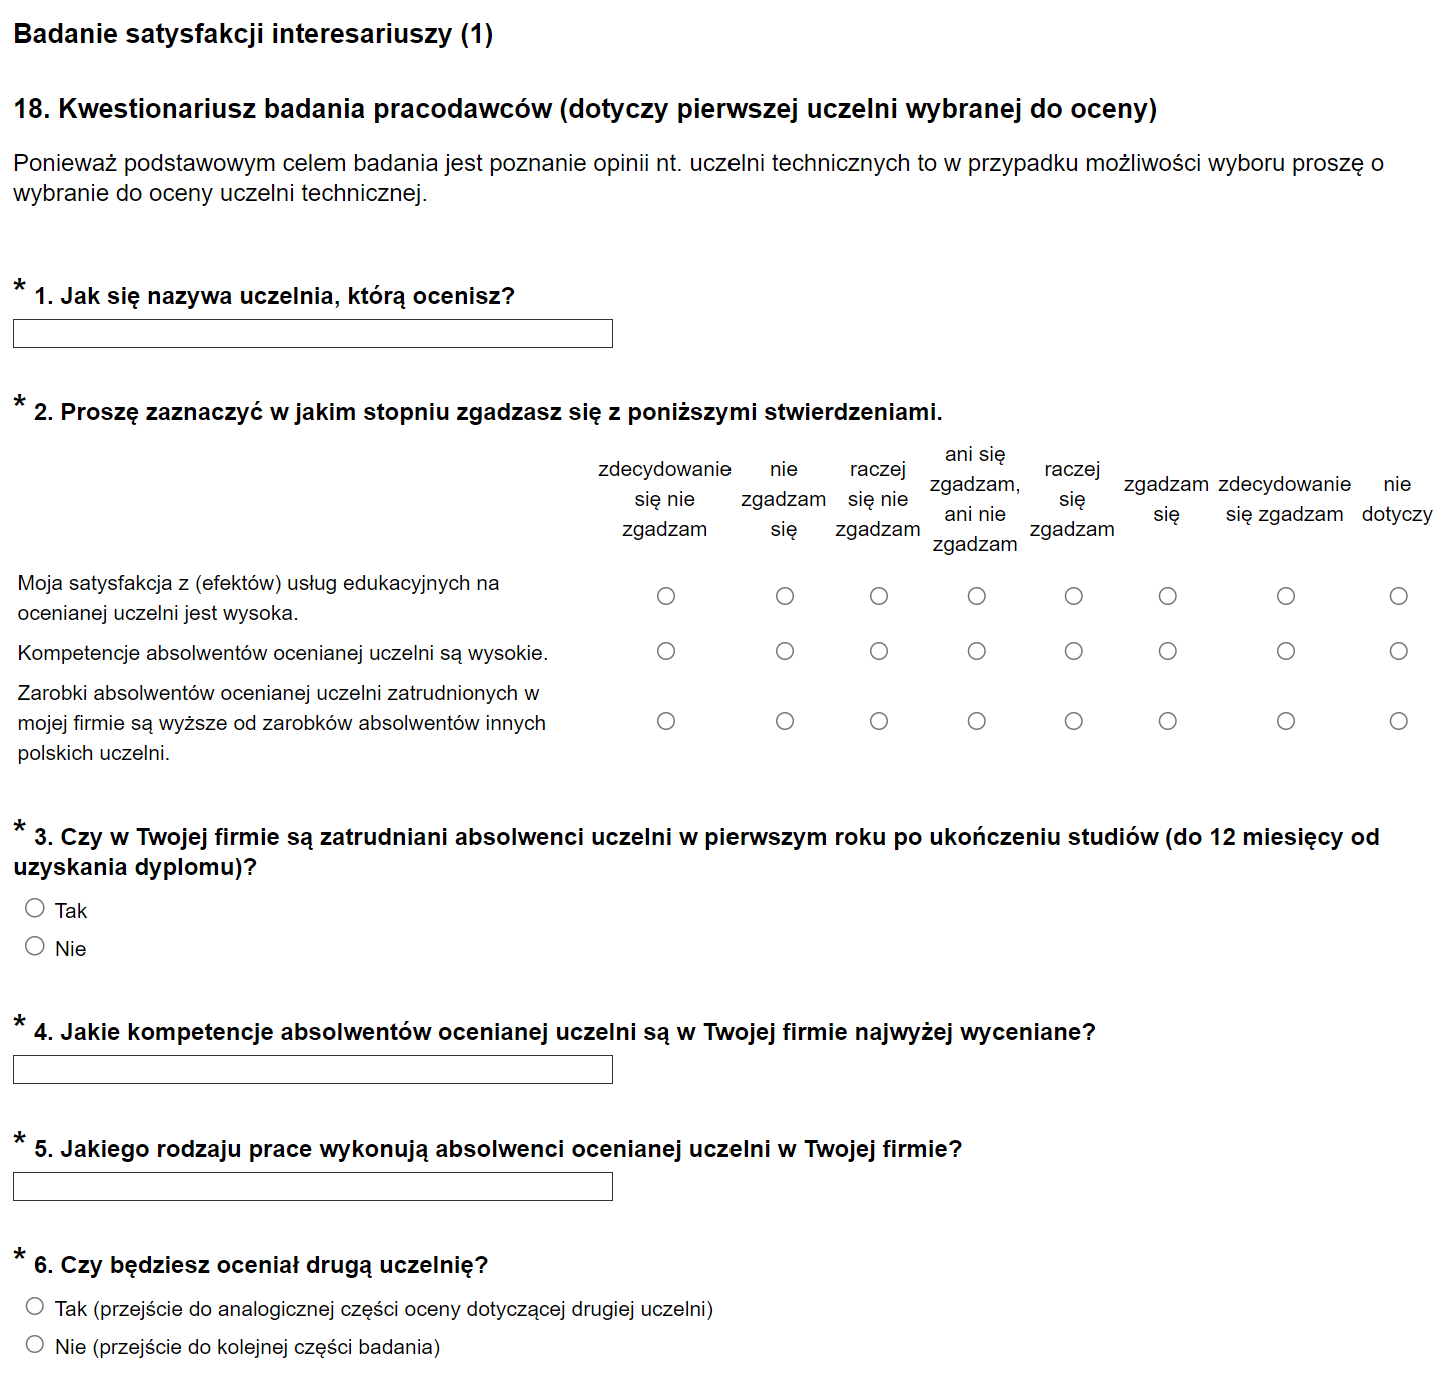 Badanie satysfakcji interesariuszy (1)
18. Kwestionariusz badania pracodawców (dotyczy pierwszej uczelni wybranej do oceny)
Ponieważ podstawowym celem badania jest poznanie opinii nt. uczelni technicznych to w przypadku możliwości wyboru proszę o
wybranie do oceny uczelni technicznej.
* 1. Jak się nazywa uczelnia, którą ocenisz?
* 2. Proszę zaznaczyć w jakim stopniu zgadzasz się z poniższymi stwierdzeniami.
zdecydowanie
się nie
zgadzam
nie
zgadzam
się
raczej
się nie
zgadzam
ani się
zgadzam,
ani nie
zgadzam
raczej
się
zgadzam
zgadzam
się
zdecydowanie
się zgadzam
nie
dotyczy
Moja satysfakcja z (efektów) usług edukacyjnych na
ocenianej uczelni jest wysoka.
Kompetencje absolwentów ocenianej uczelni są wysokie.
Zarobki absolwentów ocenianej uczelni zatrudnionych w
mojej firmie są wyższe od zarobków absolwentów innych
polskich uczelni.
* 3. Czy w Twojej firmie są zatrudniani absolwenci uczelni w pierwszym roku po ukończeniu studiów (do 12 miesięcy od
uzyskania dyplomu)?
Tak
Nie
* 4. Jakie kompetencje absolwentów ocenianej uczelni są w Twojej firmie najwyżej wyceniane?
* 5. Jakiego rodzaju prace wykonują absolwenci ocenianej uczelni w Twojej firmie?
* 6. Czy będziesz oceniał drugą uczelnię?
Tak (przejście do analogicznej części oceny dotyczącej drugiej uczelni)
Nie (przejście do kolejnej części badania)